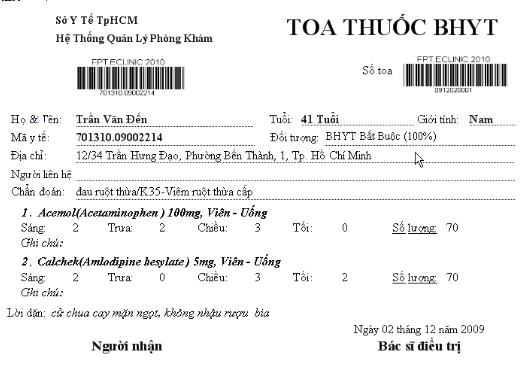 Sở Y Tế TpHCM
Hệ Thống Quản Lý Phòng Khám
TOA THUỐC BHYT
FPT.ECLINIC 2010
701310.09002214
Số toa
FPT.ECLINIC 2010
0912020001
Họ & Tên: Trần Văn Đến Tuổi: 41 Tuổi Giới tính: Nam
Mã y tế: 701310.09002214 Đối tượng: BHYT Bắt Buộc (100%)
Địa chỉ: 12/34 Trần Hưng Đạo, Phường Bến Thành, 1, Tp. Hồ Chí Minh
Người liên hệ
Chẩn đoán: đau ruột thừa/K35-Viêm ruột thừa cấp
1. Acemol(Acetaminophen ) 100mg, Viên - Uống
Sáng: 2 Trưa: 2 Chiều: 3 Tối: 0 Số lượng: 70
Ghi chú:
2. Calchek(Amlodipine besylate ) 5mg, Viên - Uống
Sáng: 2 Trưa: 0 Chiều: 3 Tối: 2 Số lượng: 70
Ghi chú:
Lời dặn: cử chua cay mặn ngọt, không nhậu rượu bia
Ngày 02 tháng 12 năm 2009
Người nhận Bác sĩ điều trị